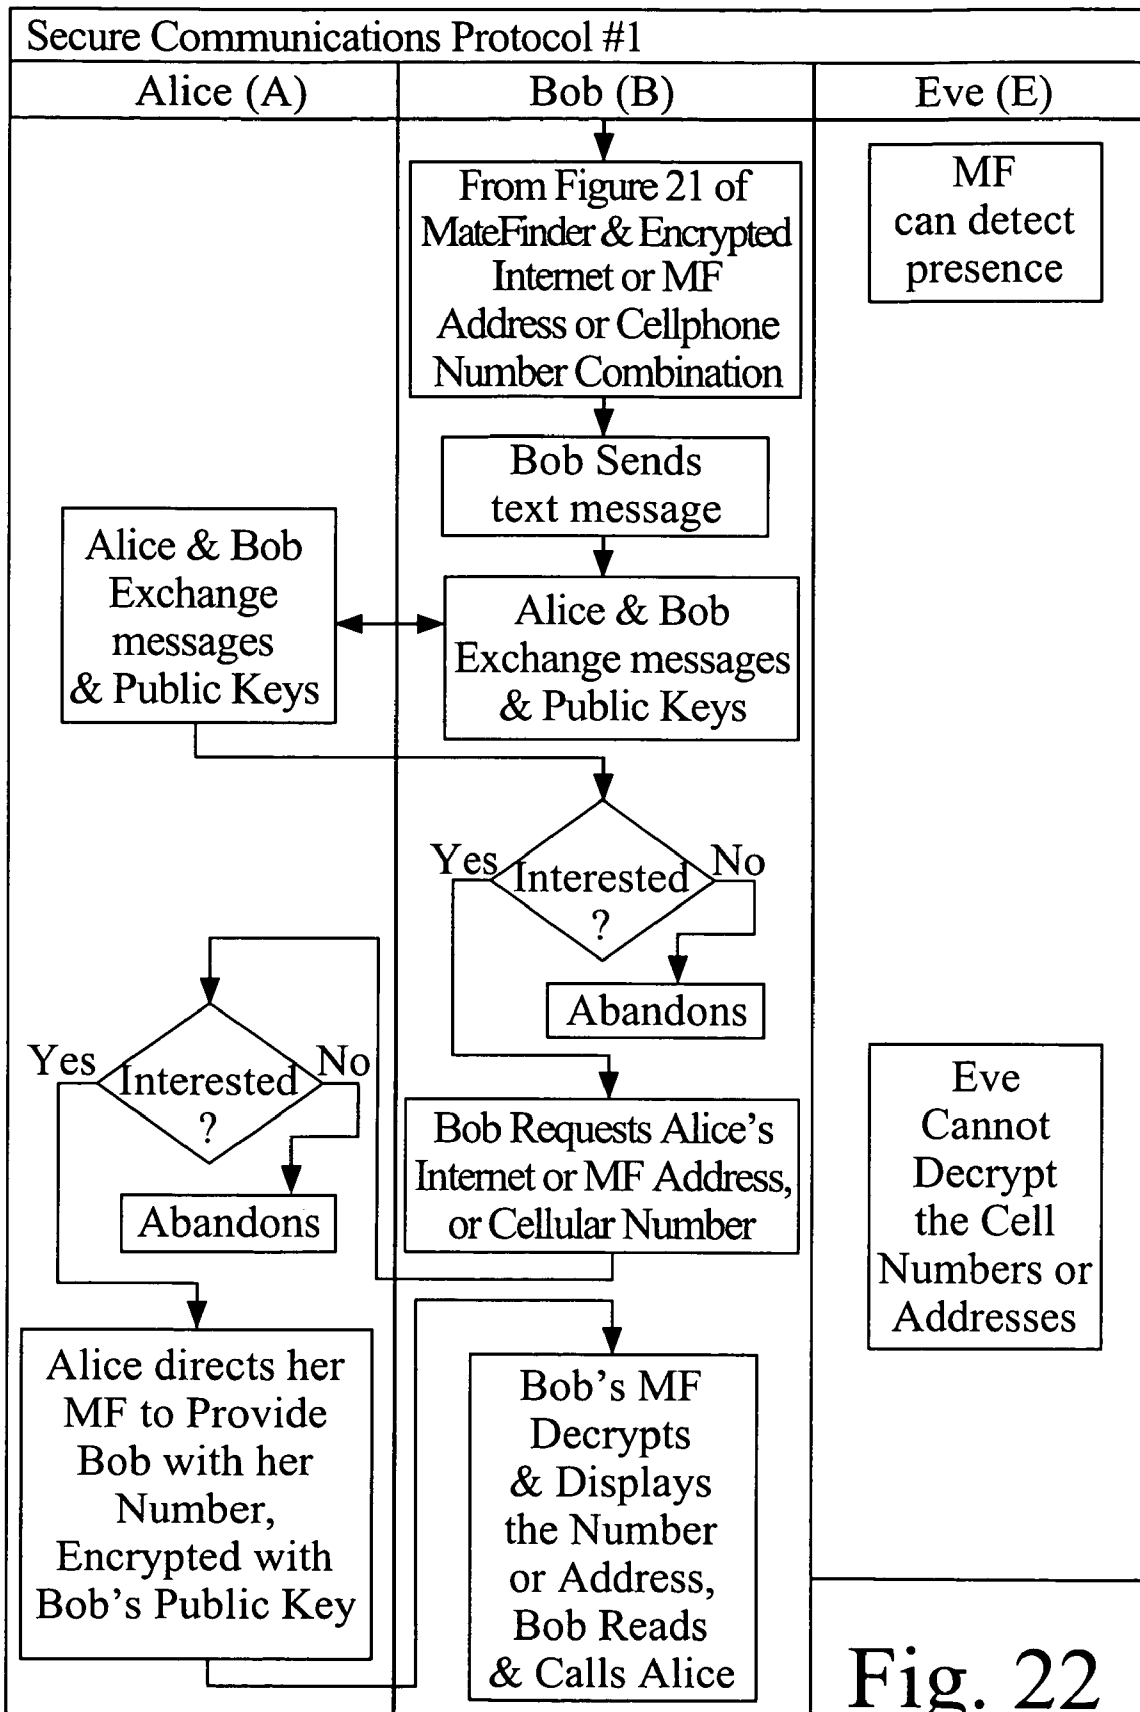 Secure Communications Protocol #1
Alice (A)
Bob (B)
Eve (E)
From Figure 21 of
MateFinder & Encrypted
Internet or MF
Address or Cellphone
Number Combination
MF
can detect
presence
Bob Sends
text message
Alice & Bob
Exchange
messages
& Public Keys
Alice & Bob
Exchange messages
& Public Keys
Yes
Interested
?
No
Abandons
Yes
Interested
?
No
Abandons
Bob Requests Alice's
Internet or MF Address,
or Cellular Number
Eve
Cannot
Decrypt
the Cell
Numbers or
Addresses
Alice directs her
MF to Provide
Bob with her
Number,
Encrypted with
Bob's Public Key
Bob's MF
Decrypts
& Displays
the Number
or Address,
Bob Reads
& Calls Alice
Fig. 22